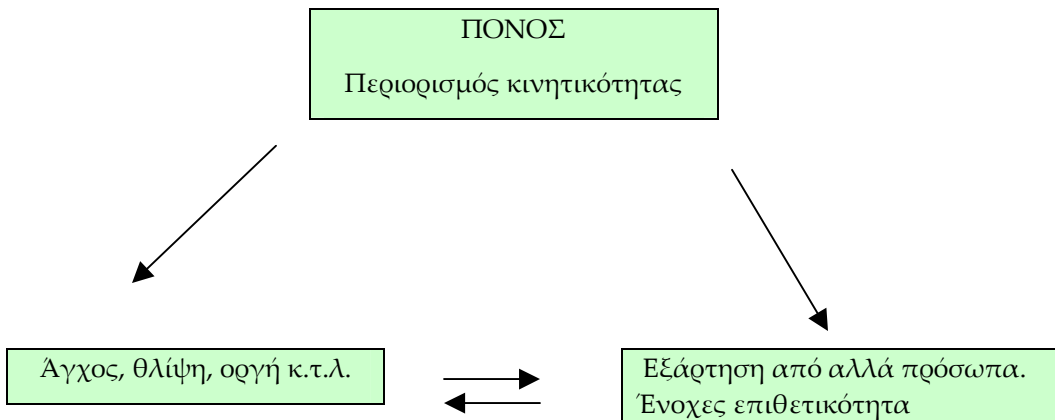 ΠΟΝΟΣ
Περιορισμός κινητικότητας
Άγχος, θλίψη, οργή κ.τ.λ.
Εξάρτηση από αλλά πρόσωπα.
Ένοχες επιθετικότητα